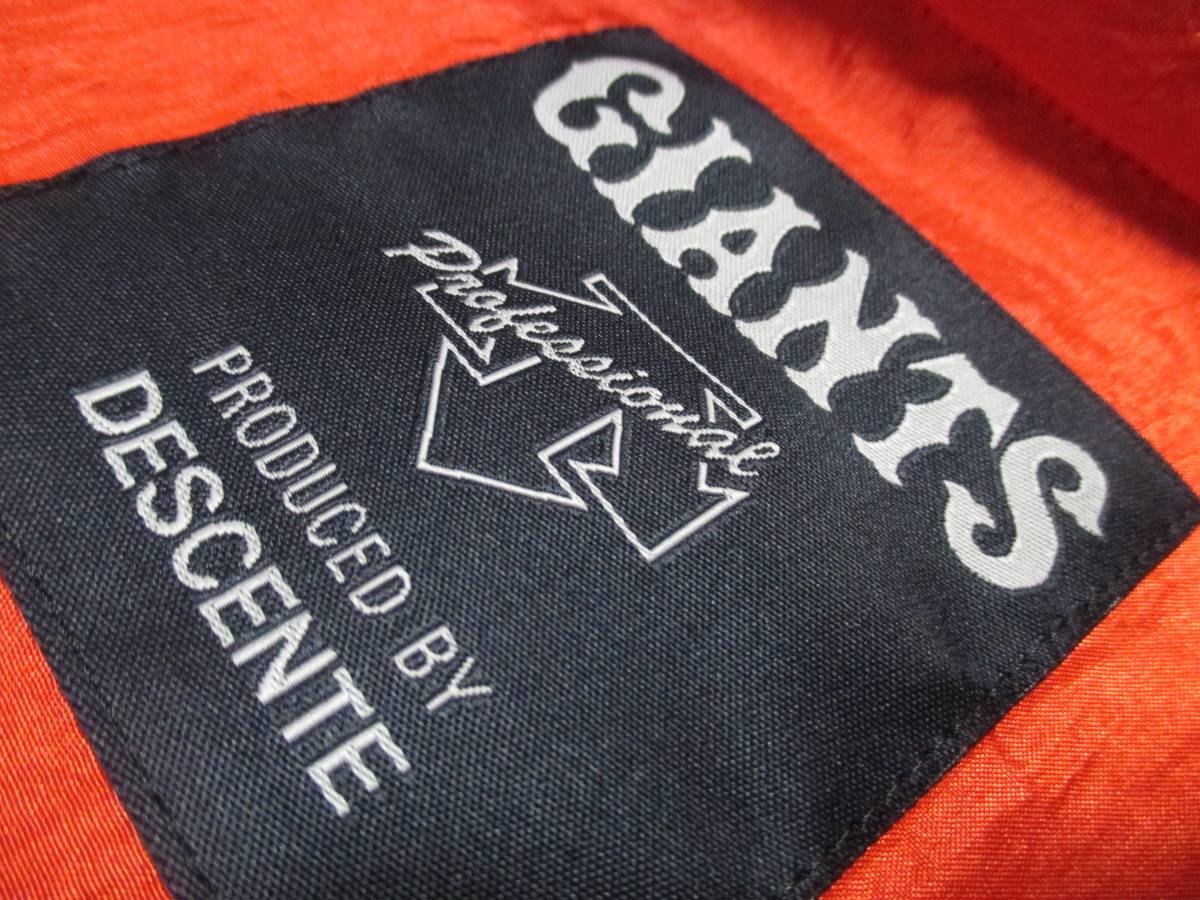 GIANTS
Professional
PRODUCED BY
DESCENTE